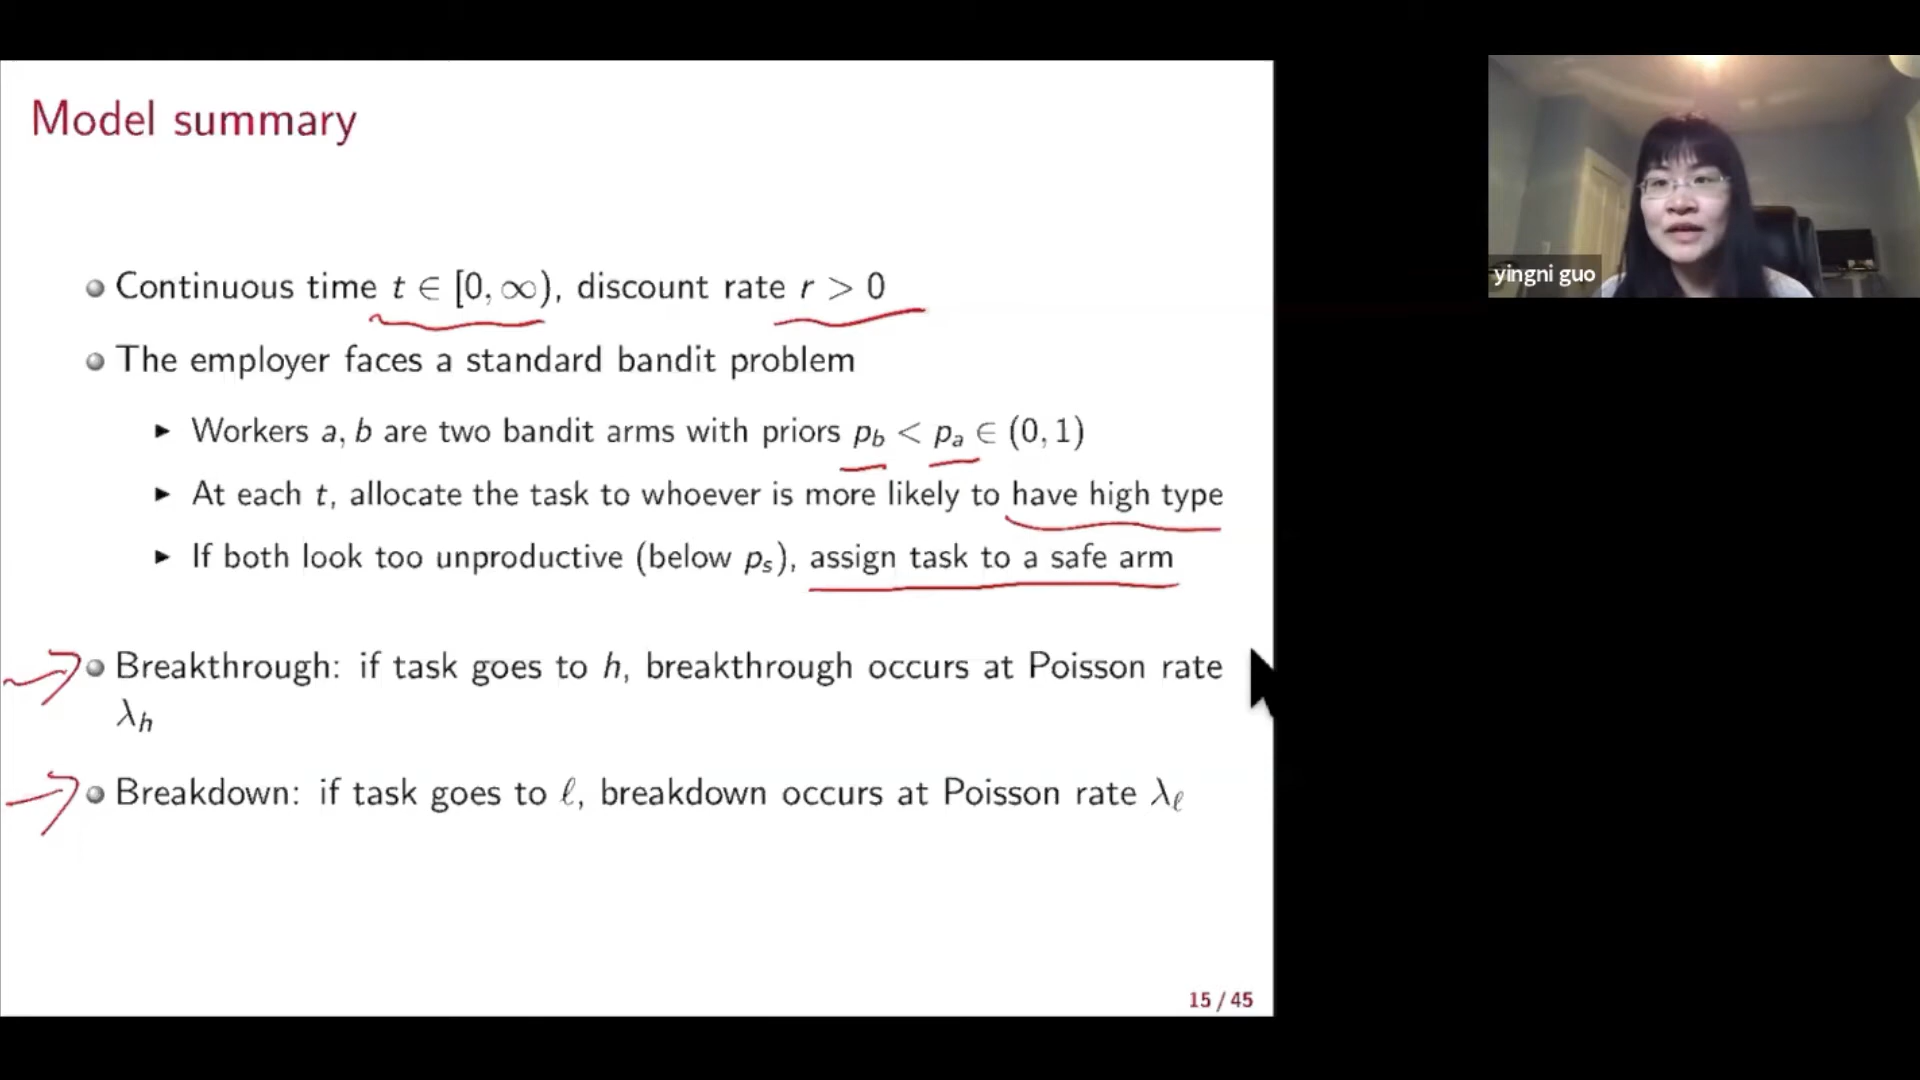 Model summary
Continuous time t ∈ [0, ∞), discount rate r > 0
The employer faces a standard bandit problem
Workers a, b are two bandit arms with priors p_b < p_a ∈ (0, 1)
At each t, allocate the task to whoever is more likely to have high type
If both look too unproductive (below p_s), assign task to a safe arm
Breakthrough: if task goes to h, breakthrough occurs at Poisson rate
λ_h
Breakdown: if task goes to ℓ, breakdown occurs at Poisson rate λ_ℓ
15 / 45
yingni guo